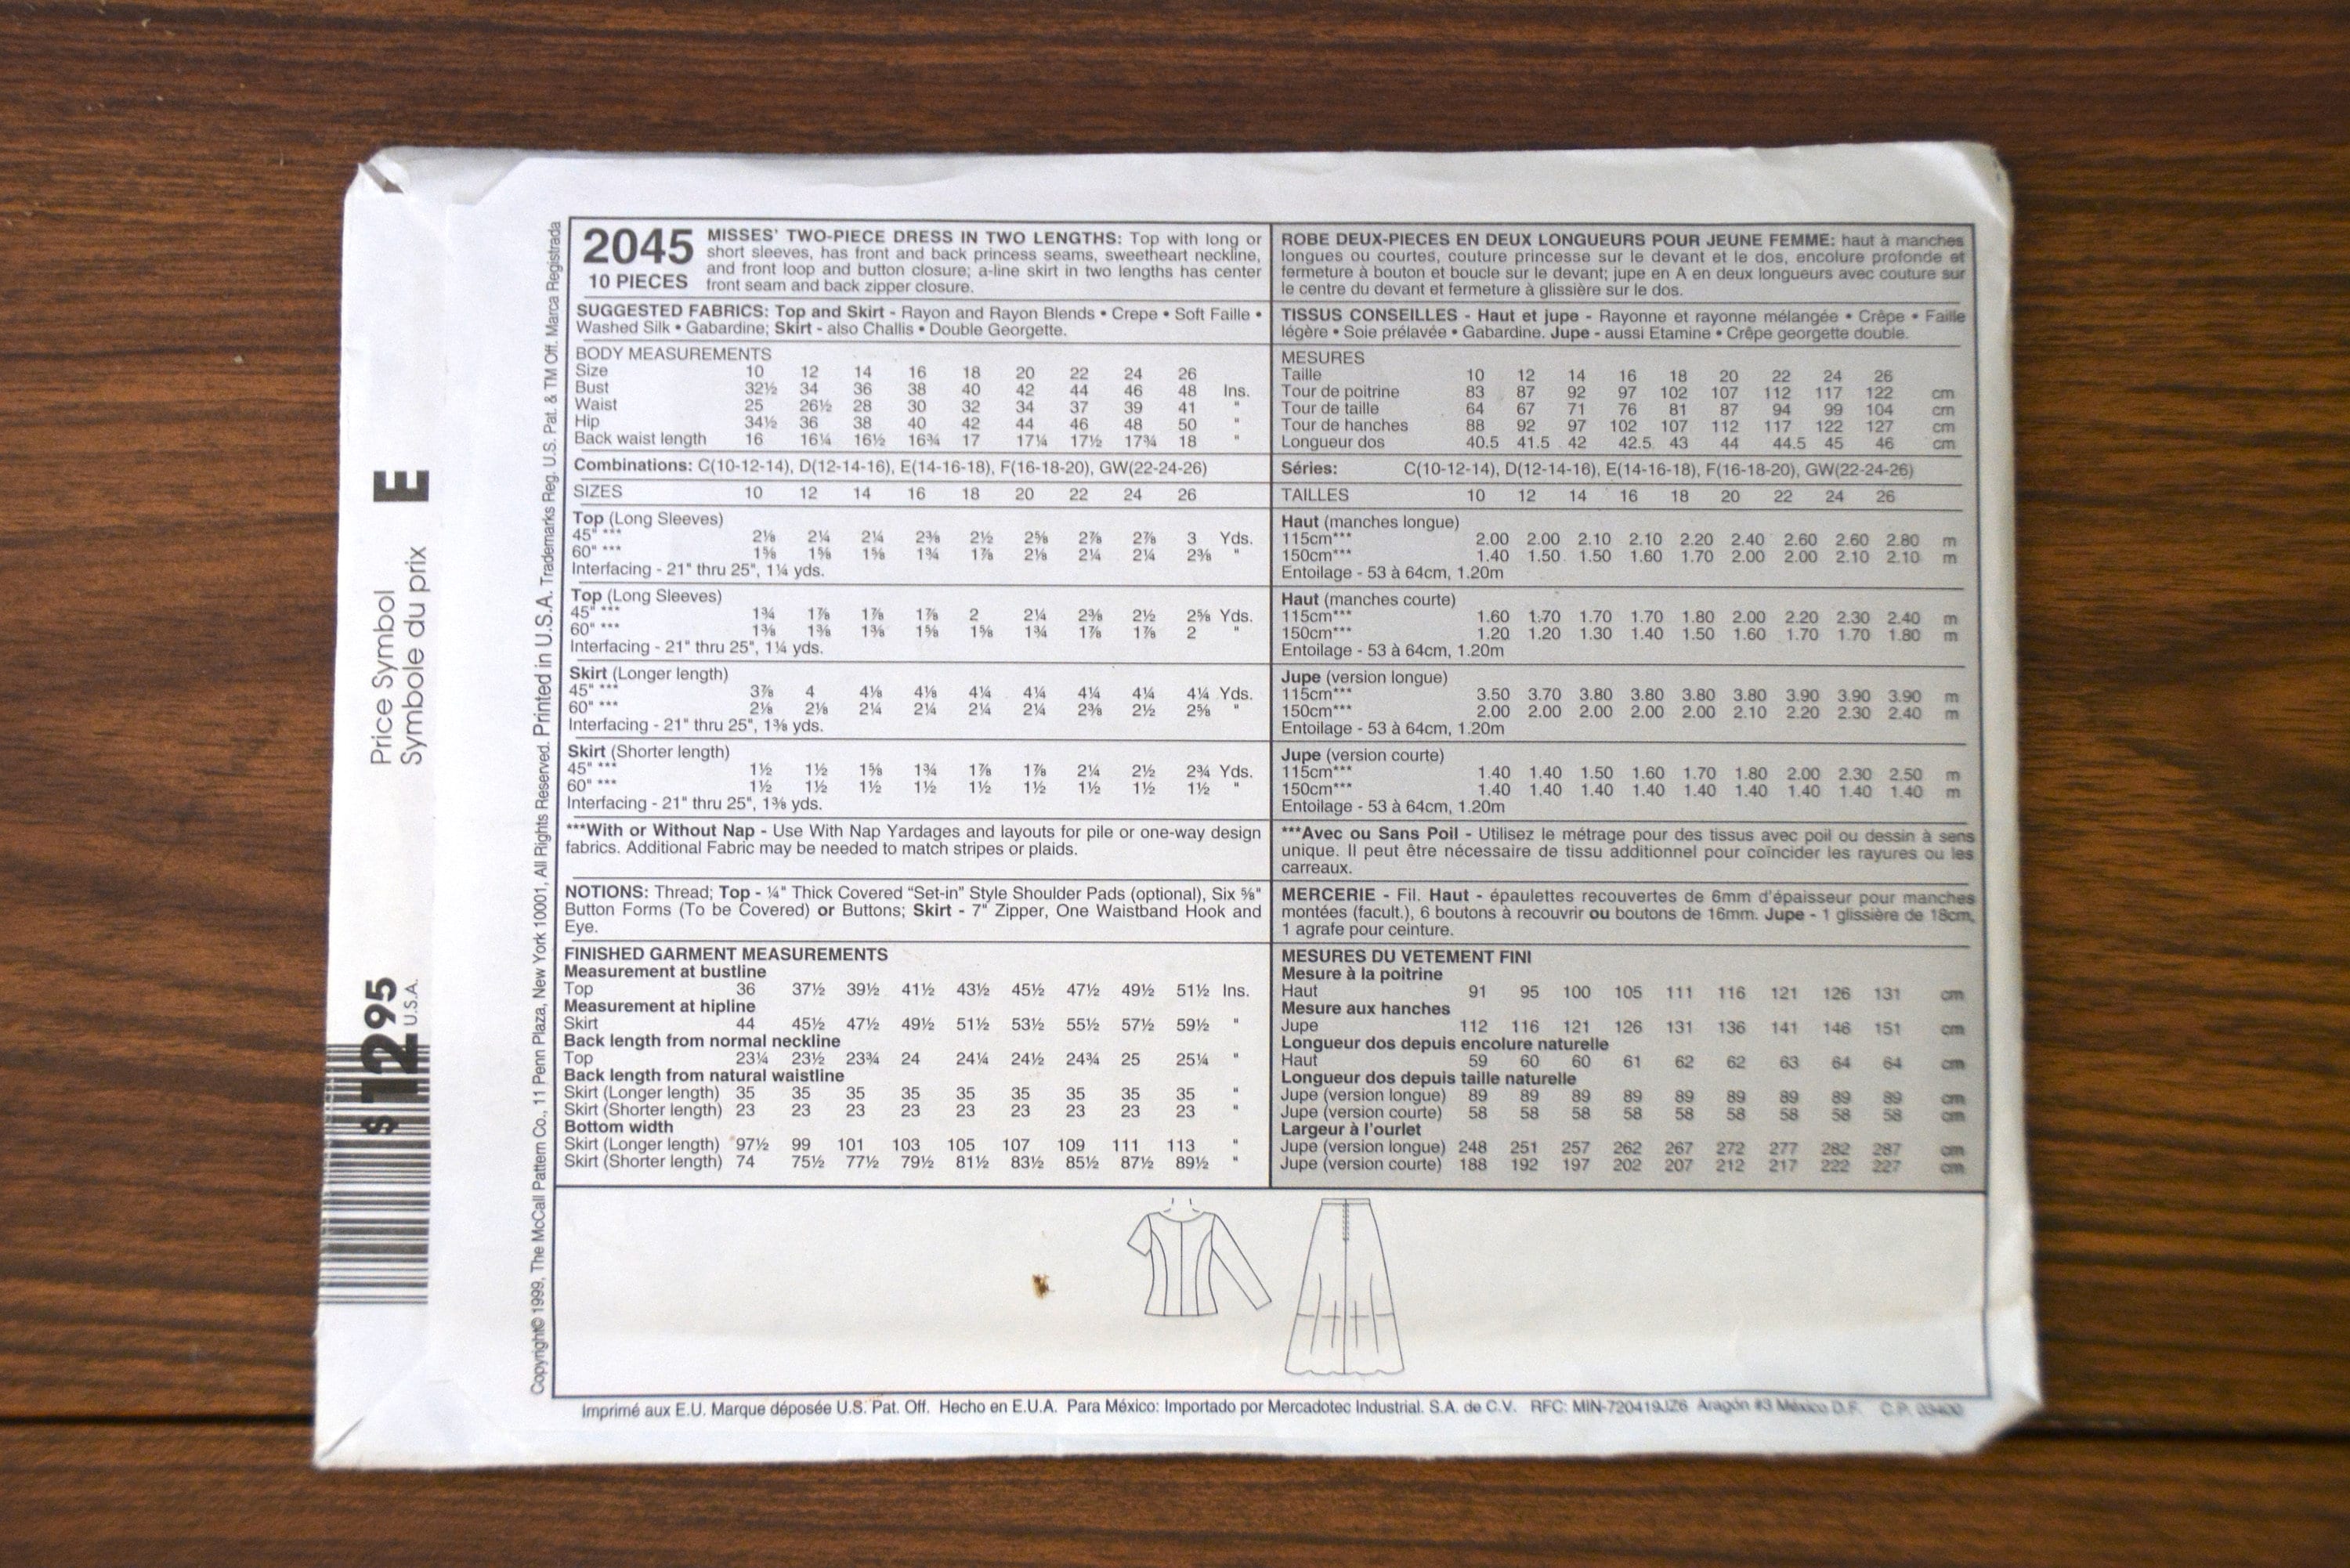 2045
10 PIECES
MISSES' TWO-PIECE DRESS IN TWO LENGTHS: Top with long or
short sleeves, has front and back princess seams, sweetheart neckline,
and front loop and button closure; a-line skirt in two lengths has center
front seam and back zipper closure.
SUGGESTED FABRICS: Top and Skirt - Rayon and Rayon Blends • Crepe • Soft Faille •
Washed Silk • Gabardine; Skirt - also Challis • Double Georgette.
BODY MEASUREMENTS
Size 10 12 14 16 18 20 22 24 26
Bust 32½ 34 36 38 40 42 44 46 48 Ins.
Waist 25 26½ 28 30 32 34 37 39 41 "
Hip 34½ 36 38 40 42 44 46 48 50 "
Back waist length 16 16¼ 16½ 16¾ 17 17¼ 17½ 17¾ 18 "
Combinations: C(10-12-14), D(12-14-16), E(14-16-18), F(16-18-20), GW(22-24-26)
SIZES 10 12 14 16 18 20 22 24 26
Top (Long Sleeves)
45" *** 2⅛ 2¼ 2¼ 2⅜ 2½ 2⅝ 2⅞ 2⅞ 3 Yds.
60" *** 1⅝ 1⅝ 1⅝ 1¾ 1⅞ 2⅛ 2¼ 2¼ 2⅜ "
Interfacing - 21" thru 25", 1¼ yds.
Top (Long Sleeves)
45" *** 1¾ 1⅞ 1⅞ 1⅞ 2 2¼ 2⅜ 2½ 2⅝ Yds.
60" *** 1⅜ 1⅜ 1⅜ 1⅝ 1⅝ 1¾ 1⅞ 1⅞ 2 "
Interfacing - 21" thru 25", 1¼ yds.
Skirt (Longer length)
45" *** 3⅞ 4 4⅛ 4⅛ 4¼ 4¼ 4¼ 4¼ 4¼ Yds.
60" *** 2⅛ 2⅛ 2¼ 2¼ 2¼ 2¼ 2⅜ 2½ 2⅝ "
Interfacing - 21" thru 25", 1⅜ yds.
Skirt (Shorter length)
45" *** 1½ 1½ 1⅝ 1¾ 1⅞ 1⅞ 2¼ 2½ 2¾ Yds.
60" *** 1½ 1½ 1½ 1½ 1½ 1½ 1½ 1½ 1½ "
Interfacing - 21" thru 25", 1⅜ yds.
***With or Without Nap - Use With Nap Yardages and layouts for pile or one-way design
fabrics. Additional Fabric may be needed to match stripes or plaids.
NOTIONS: Thread; Top - ¼" Thick Covered "Set-in" Style Shoulder Pads (optional), Six ⅝"
Button Forms (To be Covered) or Buttons; Skirt - 7" Zipper, One Waistband Hook and
Eye.
FINISHED GARMENT MEASUREMENTS
Measurement at bustline
Top 36 37½ 39½ 41½ 43½ 45½ 47½ 49½ 51½ Ins.
Measurement at hipline
Skirt 44 45½ 47½ 49½ 51½ 53½ 55½ 57½ 59½ "
Back length from normal neckline
Top 23¼ 23½ 23¾ 24 24¼ 24½ 24¾ 25 25¼ "
Back length from natural waistline
Skirt (Longer length) 35 35 35 35 35 35 35 35 35 "
Skirt (Shorter length) 23 23 23 23 23 23 23 23 23 "
Bottom width
Skirt (Longer length) 97½ 99 101 103 105 107 109 111 113 "
Skirt (Shorter length) 74 75½ 77½ 79½ 81½ 83½ 85½ 87½ 89½ "
ROBE DEUX-PIECES EN DEUX LONGUEURS POUR JEUNE FEMME: haut à manches
longues ou courtes, couture princesse sur le devant et le dos, encolure profonde et
fermeture à bouton et boucle sur le devant; jupe en A en deux longueurs avec couture sur
le centre du devant et fermeture à glissière sur le dos.
TISSUS CONSEILLES - Haut et jupe - Rayonne et rayonne mélangée • Crêpe • Faille
légère • Soie prélavée • Gabardine. Jupe - aussi Etamine • Crêpe georgette double.
MESURES
Taille 10 12 14 16 18 20 22 24 26
Tour de poitrine 83 87 92 97 102 107 112 117 122 cm
Tour de taille 64 67 71 76 81 87 94 99 104 cm
Tour de hanches 88 92 97 102 107 112 117 122 127 cm
Longueur dos 40.5 41.5 42 42.5 43 44 44.5 45 46 cm
Séries: C(10-12-14), D(12-14-16), E(14-16-18), F(16-18-20), GW(22-24-26)
TAILLES 10 12 14 16 18 20 22 24 26
Haut (manches longue)
115cm*** 2.00 2.00 2.10 2.10 2.20 2.40 2.60 2.60 2.80 m
150cm*** 1.40 1.50 1.50 1.60 1.70 2.00 2.00 2.10 2.10 m
Entoilage - 53 à 64cm, 1.20m
Haut (manches courte)
115cm*** 1.60 1.70 1.70 1.70 1.80 2.00 2.20 2.30 2.40 m
150cm*** 1.20 1.20 1.30 1.40 1.50 1.60 1.70 1.70 1.80 m
Entoilage - 53 à 64cm, 1.20m
Jupe (version longue)
115cm*** 3.50 3.70 3.80 3.80 3.80 3.80 3.90 3.90 3.90 m
150cm*** 2.00 2.00 2.00 2.00 2.00 2.10 2.20 2.30 2.40 m
Entoilage - 53 à 64cm, 1.20m
Jupe (version courte)
115cm*** 1.40 1.40 1.50 1.60 1.70 1.80 2.00 2.30 2.50 m
150cm*** 1.40 1.40 1.40 1.40 1.40 1.40 1.40 1.40 1.40 m
Entoilage - 53 à 64cm, 1.20m
***Avec ou Sans Poil - Utilisez le métrage pour des tissus avec poil ou dessin à sens
unique. Il peut être nécessaire de tissu additionnel pour coïncider les rayures ou les
carreaux.
MERCERIE - Fil. Haut - épaulettes recouvertes de 6mm d'épaisseur pour manches
montées (facult.), 6 boutons à recouvrir ou boutons de 16mm. Jupe - 1 glissière de 18cm,
1 agrafe pour ceinture.
MESURES DU VETEMENT FINI
Mesure à la poitrine
Haut 91 95 100 105 111 116 121 126 131 cm
Mesure aux hanches
Jupe 112 116 121 126 131 136 141 146 151 cm
Longueur dos depuis encolure naturelle
Haut 59 60 60 61 62 62 63 64 64 cm
Longueur dos depuis taille naturelle
Jupe (version longue) 89 89 89 89 89 89 89 89 89 cm
Jupe (version courte) 58 58 58 58 58 58 58 58 58 cm
Largeur à l'ourlet
Jupe (version longue) 248 251 257 262 267 272 277 282 287 cm
Jupe (version courte) 188 192 197 202 207 212 217 222 227 cm
Imprimé aux E.U. Marque déposée U.S. Pat. Off. Hecho en E.U.A. Para México: Importado por Mercadotec Industrial. S.A. de C.V. RFC: MIN-720419JZ6 Aragón #3 México D.F. C.P. 03400
Copyright© 1999, The McCall Pattern Co., 11 Penn Plaza, New York 10001, All Rights Reserved. Printed in U.S.A. Trademarks Reg. U.S. Pat. & TM Off. Marca Registrada
Price Symbol
Symbole du prix
E
$1295
U.S.A.